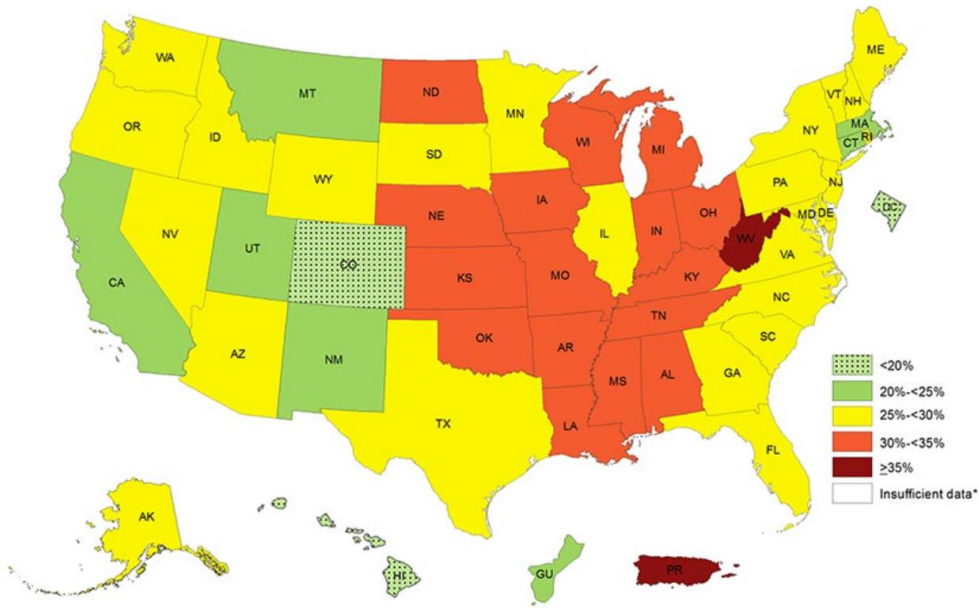 WA
MT
ND
MN
ME
VT
NH
OR
ID
SD
WI
MI
NY
MA
CT
RI
WY
IA
PA
NJ
NE
OH
MD
DE
DC
NV
UT
CO
IL
IN
WV
VA
CA
KS
MO
KY
NC
TN
AZ
NM
OK
AR
SC
MS
AL
GA
TX
LA
FL
<20%
20%-<25%
25%-<30%
30%-<35%
≥35%
Insufficient data*
AK
HI
GU
PR